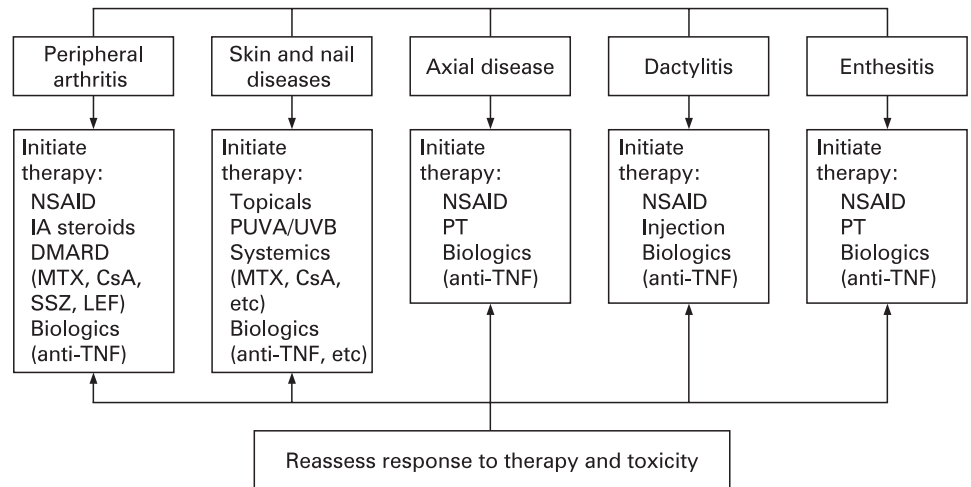 Peripheral
arthritis
Skin and nail
diseases
Axial disease
Dactylitis
Enthesitis
Initiate
therapy:
NSAID
IA steroids
DMARD
(MTX, CsA,
SSZ, LEF)
Biologics
(anti-TNF)
Initiate
therapy:
Topicals
PUVA/UVB
Systemics
(MTX, CsA,
etc)
Biologics
(anti-TNF, etc)
Initiate
therapy:
NSAID
PT
Biologics
(anti-TNF)
Initiate
therapy:
NSAID
Injection
Biologics
(anti-TNF)
Initiate
therapy:
NSAID
PT
Biologics
(anti-TNF)
Reassess response to therapy and toxicity